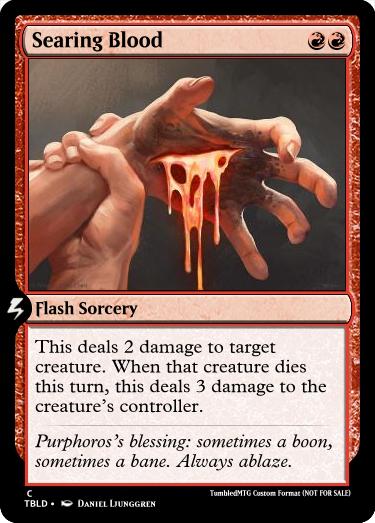 Searing Blood
Flash Sorcery
This deals 2 damage to target
creature. When that creature dies
this turn, this deals 3 damage to the
creature's controller.
Purphoros's blessing: sometimes a boon,
sometimes a bane. Always ablaze.
C
TBLD • Daniel Ljunggren
TumbledMTG Custom Format (NOT FOR SALE)